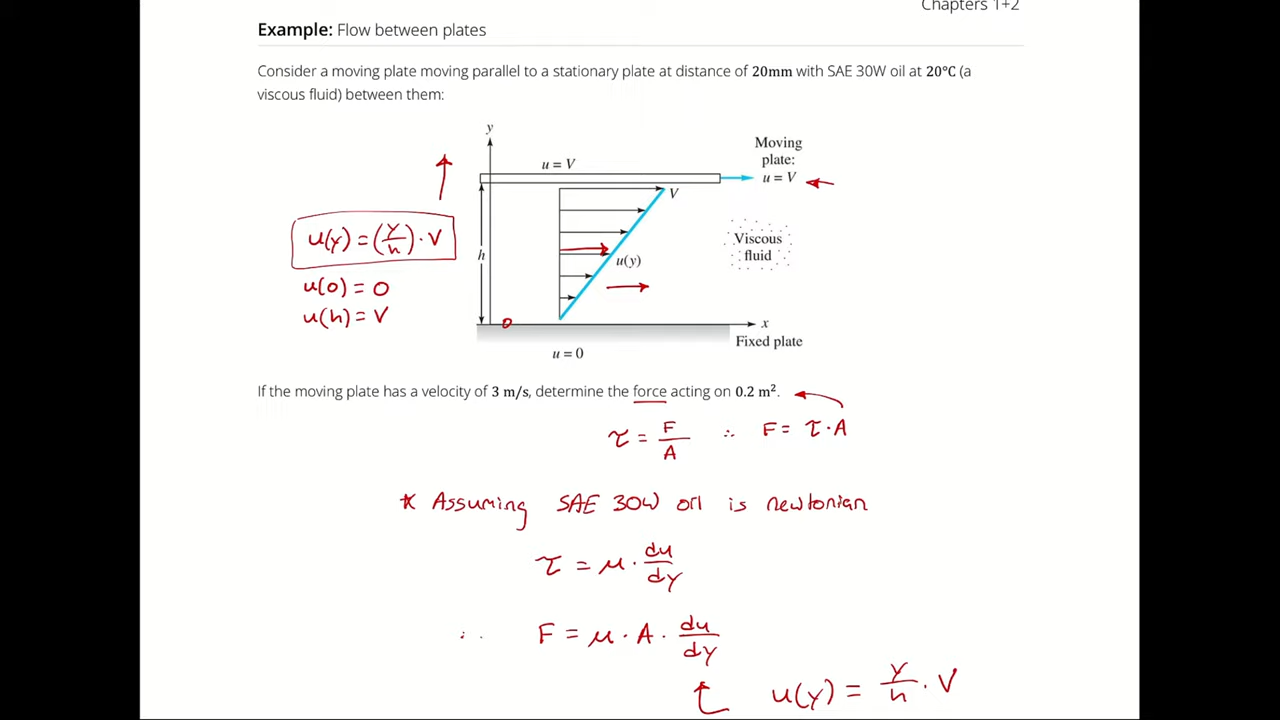 Chapters 1+2
Example: Flow between plates
Consider a moving plate moving parallel to a stationary plate at distance of 20mm with SAE 30W oil at 20°C (a
viscous fluid) between them:
y
u = V
Moving
plate:
u = V
V
u(y) = (y/h) · V
h
u(y)
Viscous
fluid
u(0) = 0
u(h) = V
0
x
Fixed plate
u = 0
If the moving plate has a velocity of 3 m/s, determine the force acting on 0.2 m².
τ = F/A ∴ F = τ · A
* Assuming SAE 30W oil is newtonian
τ = μ · du/dy
∴ F = μ · A · du/dy
u(y) = y/h · V